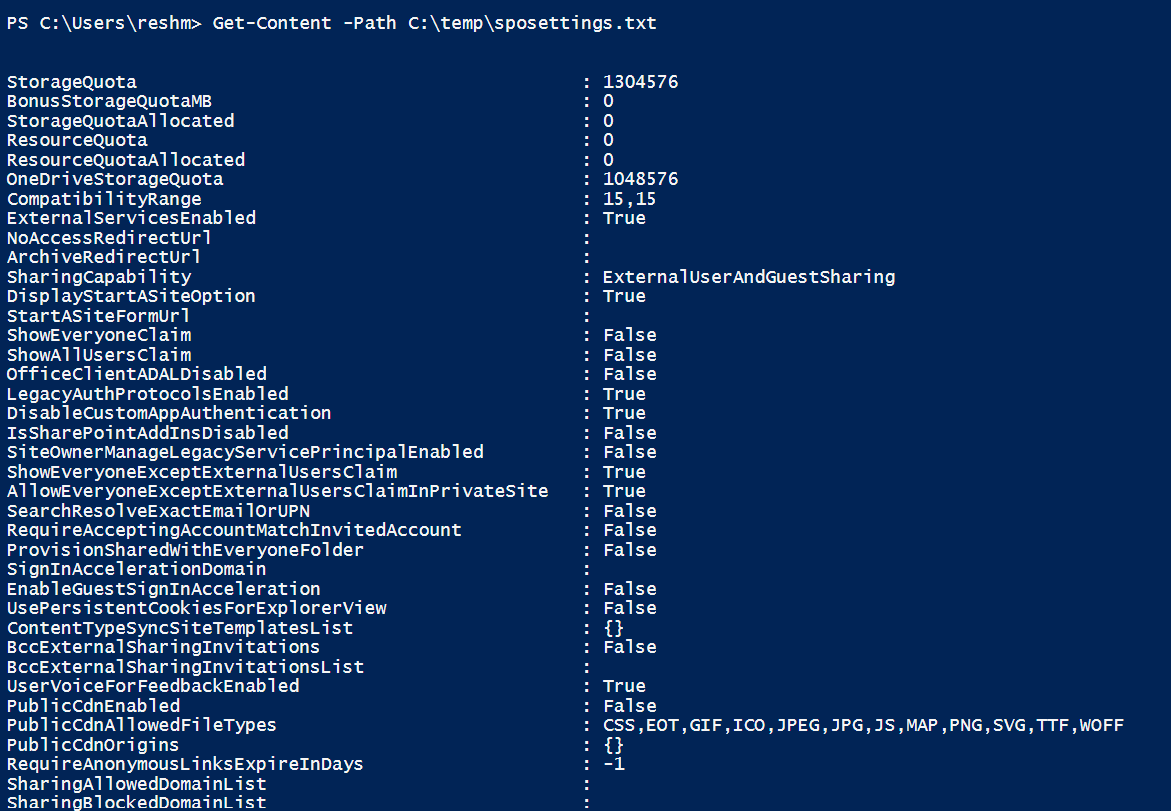 PS C:\Users\reshm> Get-Content -Path C:\temp\sposettings.txt
StorageQuota : 1304576
BonusStorageQuotaMB : 0
StorageQuotaAllocated : 0
ResourceQuota : 0
ResourceQuotaAllocated : 0
OneDriveStorageQuota : 1048576
CompatibilityRange : 15,15
ExternalServicesEnabled : True
NoAccessRedirectUrl :
ArchiveRedirectUrl :
SharingCapability : ExternalUserAndGuestSharing
DisplayStartASiteOption : True
StartASiteFormUrl :
ShowEveryoneClaim : False
ShowAllUsersClaim : False
OfficeClientADALDisabled : False
LegacyAuthProtocolsEnabled : True
DisableCustomAppAuthentication : True
IsSharePointAddInsDisabled : False
SiteOwnerManageLegacyServicePrincipalEnabled : False
ShowEveryoneExceptExternalUsersClaim : True
AllowEveryoneExceptExternalUsersClaimInPrivateSite : True
SearchResolveExactEmailOrUPN : False
RequireAcceptingAccountMatchInvitedAccount : False
ProvisionSharedWithEveryoneFolder : False
SignInAccelerationDomain :
EnableGuestSignInAcceleration : False
UsePersistentCookiesForExplorerView : False
ContentTypeSyncSiteTemplatesList : {}
BccExternalSharingInvitations : False
BccExternalSharingInvitationsList :
UserVoiceForFeedbackEnabled : True
PublicCdnEnabled : False
PublicCdnAllowedFileTypes : CSS,EOT,GIF,ICO,JPEG,JPG,JS,MAP,PNG,SVG,TTF,WOFF
PublicCdnOrigins : {}
RequireAnonymousLinksExpireInDays : -1
SharingAllowedDomainList :
SharingBlockedDomainList :